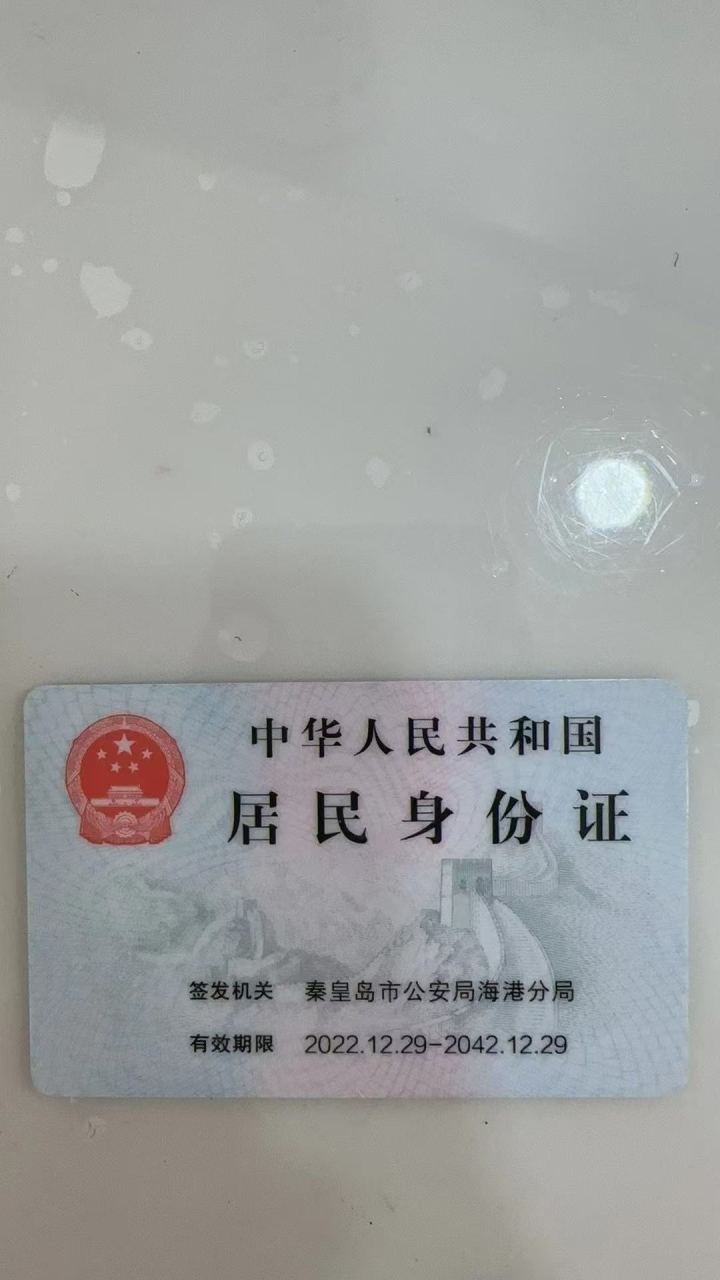 中华人民共和国
居民身份证
签发机关 秦皇岛市公安局海港分局
有效期限 2022.12.29-2042.12.29